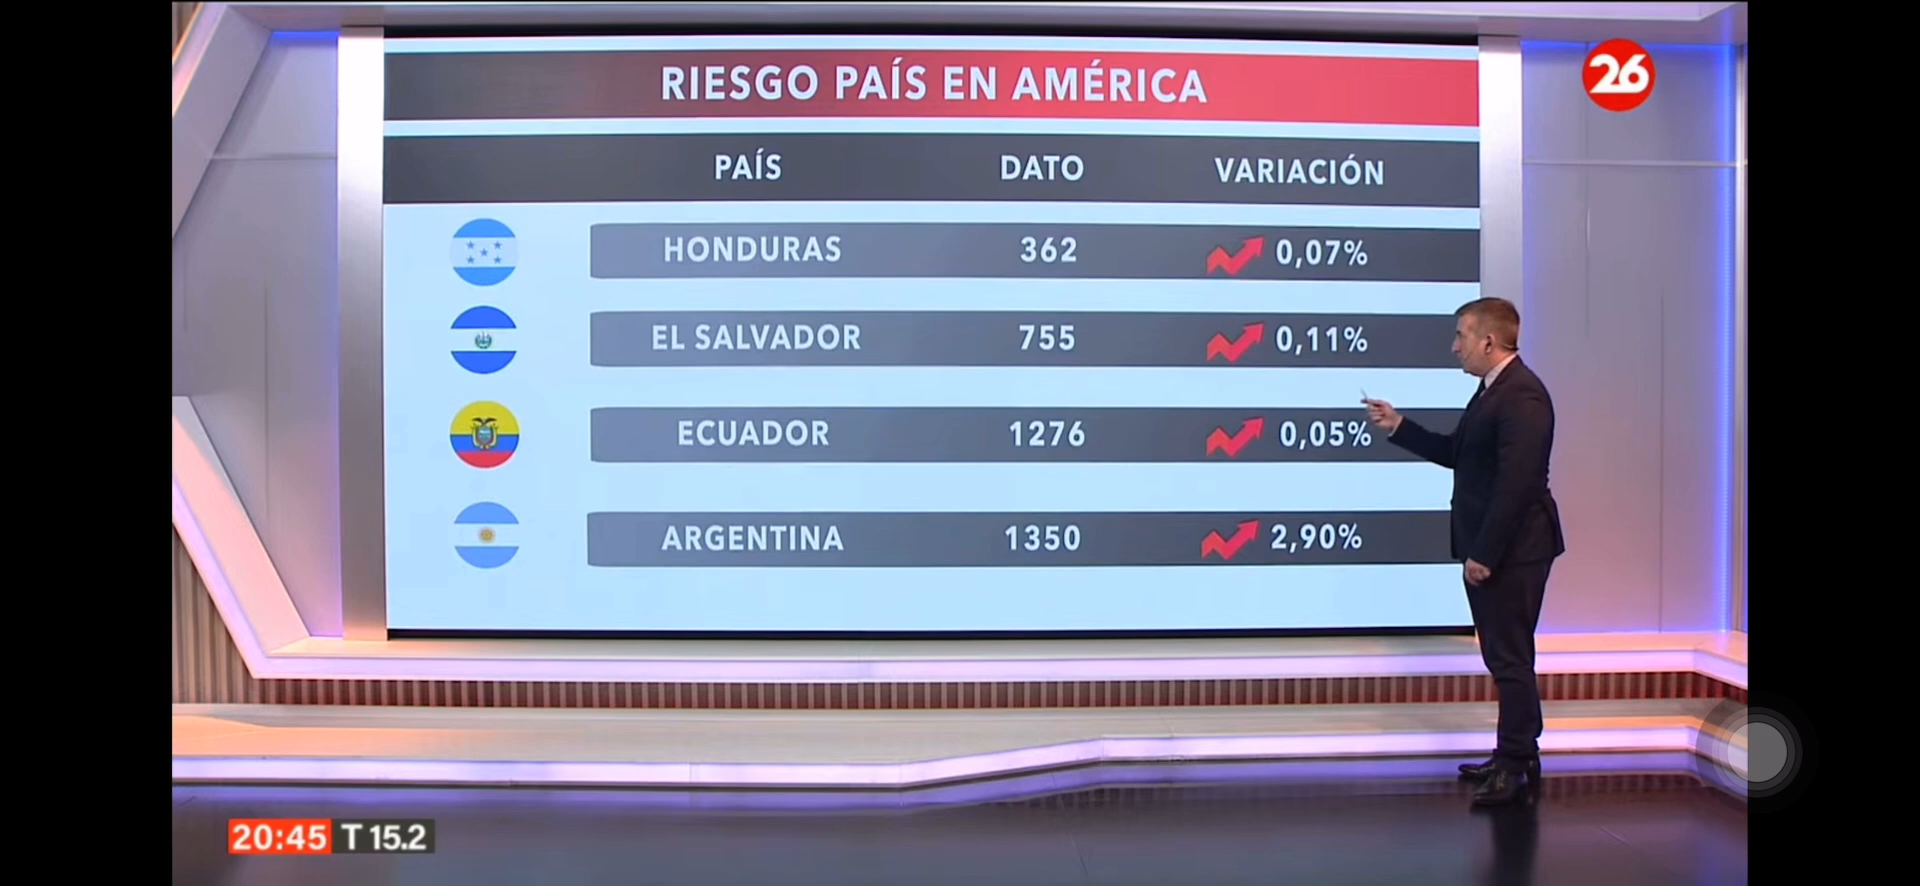 RIESGO PAÍS EN AMÉRICA
26
PAÍS DATO VARIACIÓN
HONDURAS 362 0,07%
EL SALVADOR 755 0,11%
ECUADOR 1276 0,05%
ARGENTINA 1350 2,90%
20:45 T 15.2